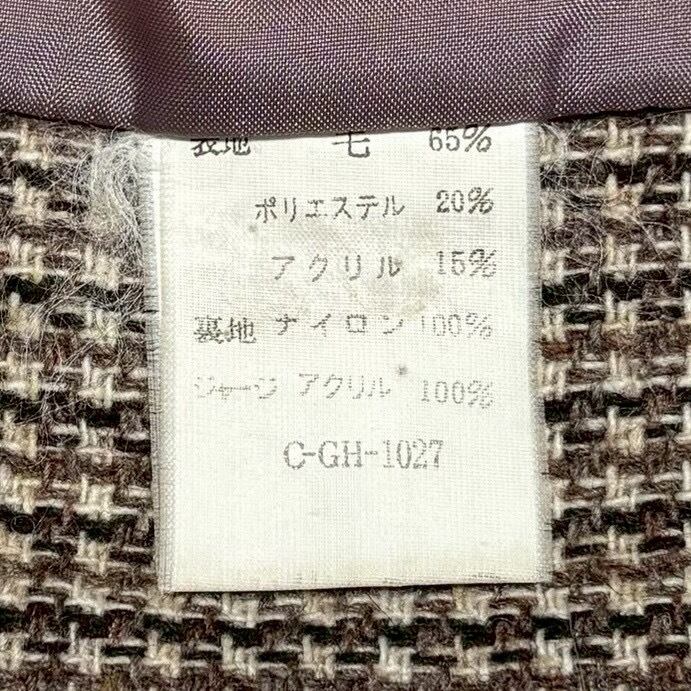 表地 毛 65%
ポリエステル 20%
アクリル 15%
裏地 ナイロン 100%
ジャージ アクリル 100%
C-GH-1027